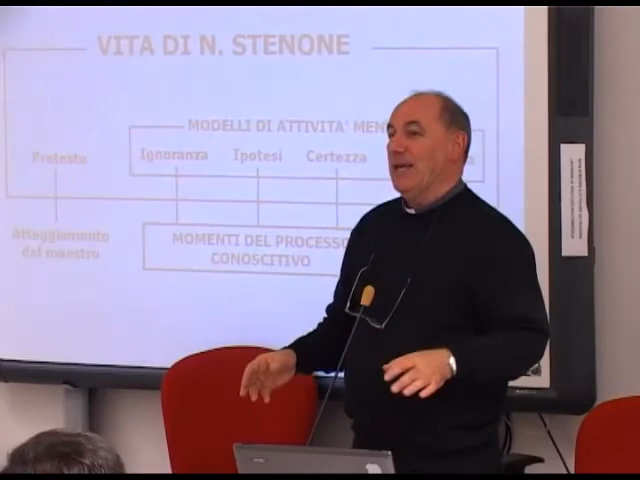 VITA DI N. STENONE
MODELLI DI ATTIVITA' MEN
Pretesto
Ignoranza
Ipotesi
Certezza
Atteggiamento
del maestro
MOMENTI DEL PROCESSO
CONOSCITIVO